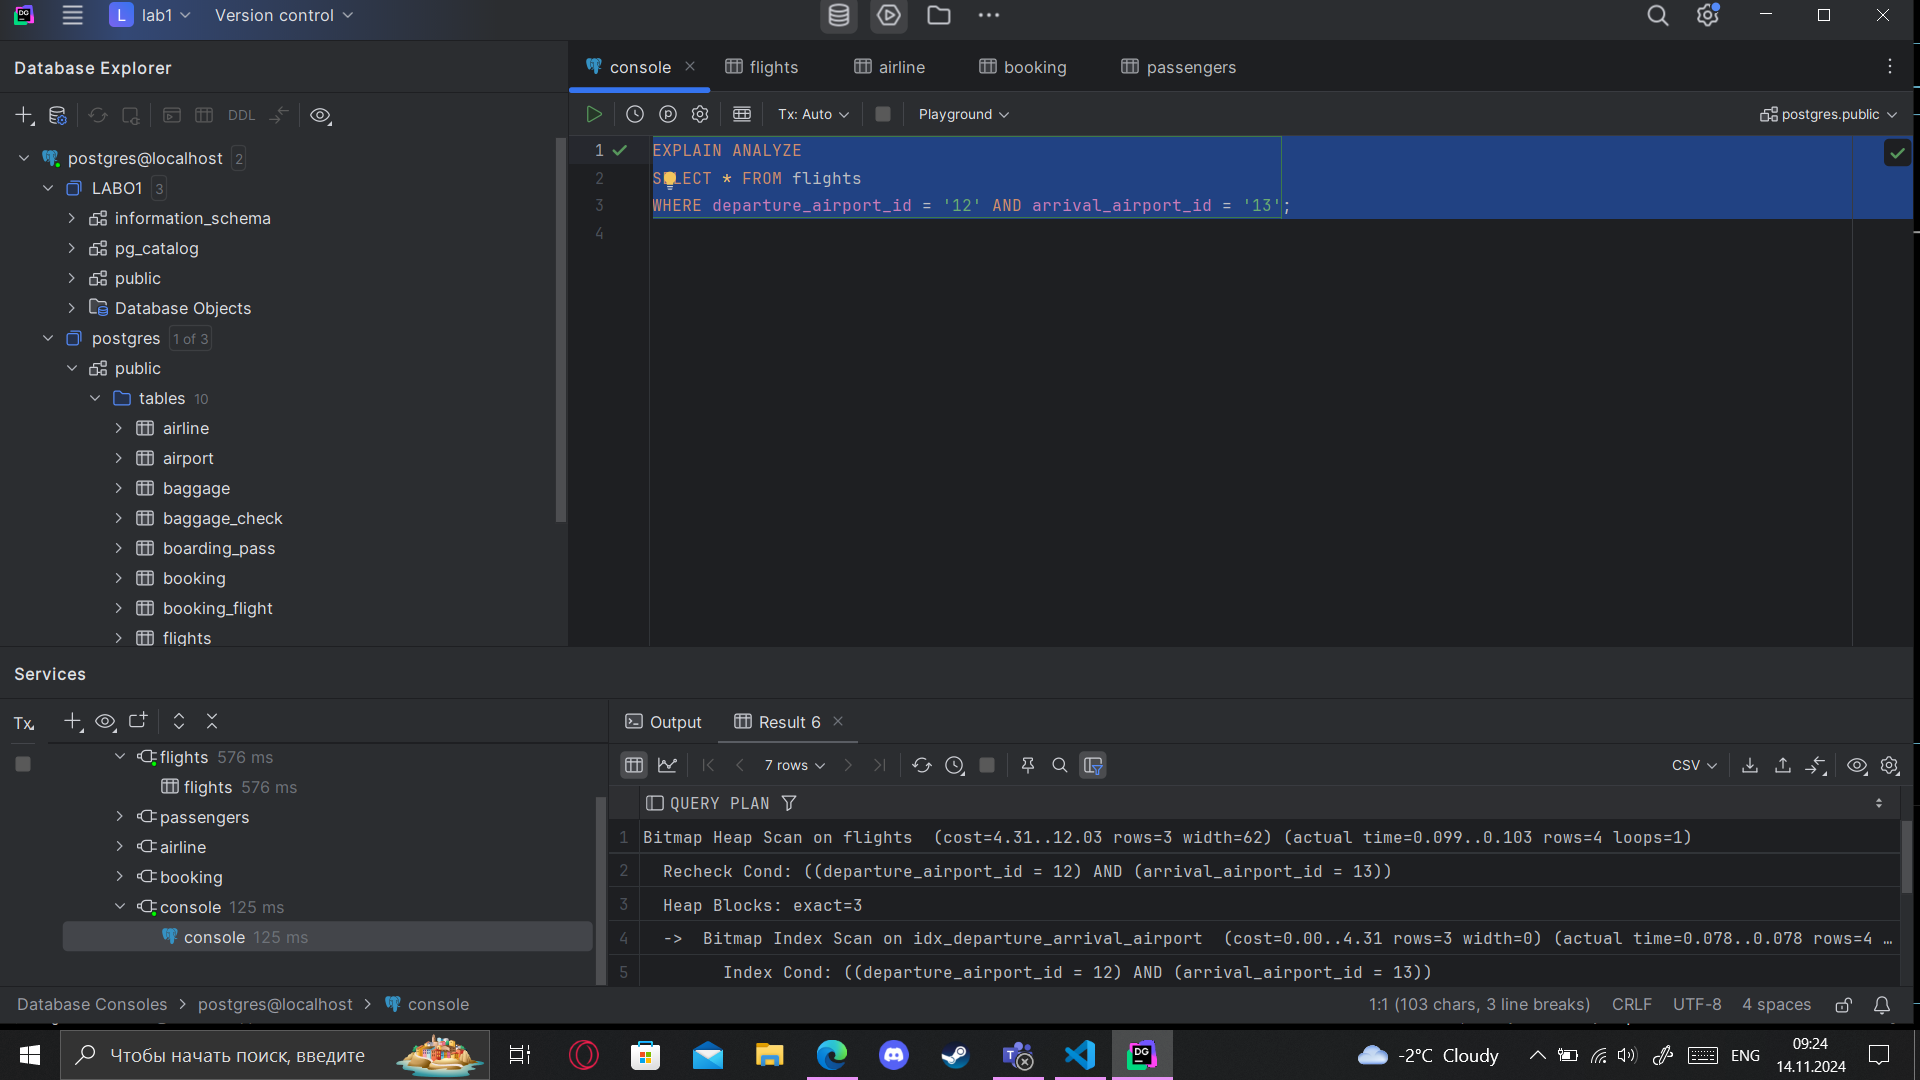 L lab1 Version control
Database Explorer
console flights airline booking passengers
DDL
Tx: Auto Playground postgres.public
postgres@localhost 2
LABO1 3
information_schema
pg_catalog
public
Database Objects
postgres 1 of 3
public
tables 10
airline
airport
baggage
baggage_check
boarding_pass
booking
booking_flight
flights
1 EXPLAIN ANALYZE
2 SELECT * FROM flights
3 WHERE departure_airport_id = '12' AND arrival_airport_id = '13';
4
Services
Tx
flights 576 ms
flights 576 ms
passengers
airline
booking
console 125 ms
console 125 ms
Output Result 6
7 rows CSV
QUERY PLAN
1 Bitmap Heap Scan on flights (cost=4.31..12.03 rows=3 width=62) (actual time=0.099..0.103 rows=4 loops=1)
2 Recheck Cond: ((departure_airport_id = 12) AND (arrival_airport_id = 13))
3 Heap Blocks: exact=3
4 -> Bitmap Index Scan on idx_departure_arrival_airport (cost=0.00..4.31 rows=3 width=0) (actual time=0.078..0.078 rows=4 …
5 Index Cond: ((departure_airport_id = 12) AND (arrival_airport_id = 13))
Database Consoles > postgres@localhost > console
1:1 (103 chars, 3 line breaks) CRLF UTF-8 4 spaces
Чтобы начать поиск, введите
DG
-2°C Cloudy
ENG
09:24
14.11.2024